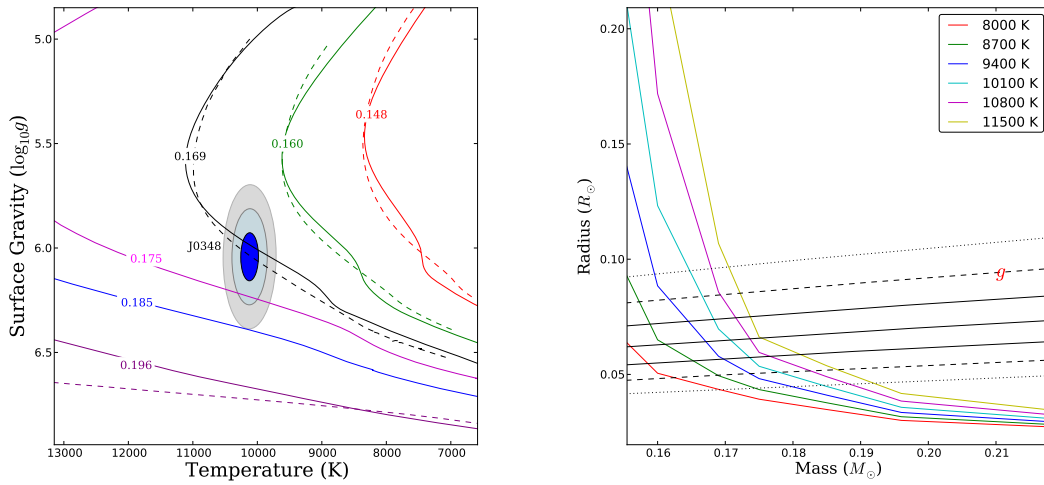 5.0
5.5
6.0
6.5
Surface Gravity (log₁₀g)
13000 12000 11000 10000 9000 8000 7000
Temperature (K)
0.148
0.160
0.169
J0348
0.175
0.185
0.196
0.20
0.15
0.10
0.05
Radius (R☉)
0.16 0.17 0.18 0.19 0.20 0.21
Mass (M☉)
8000 K
8700 K
9400 K
10100 K
10800 K
11500 K
g